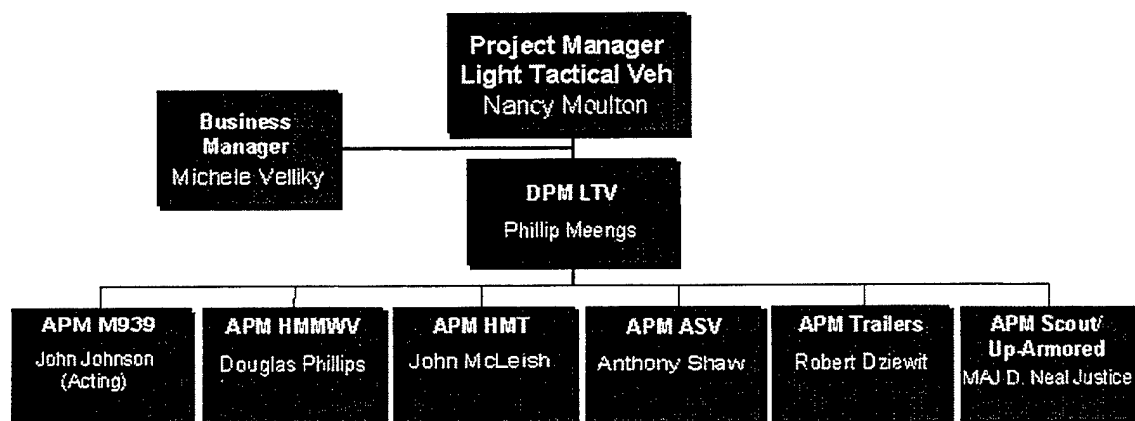 Project Manager
Light Tactical Veh
Nancy Moulton
Business
Manager
Michele Velliky
DPM LTV
Phillip Meengs
APM M939
John Johnson
(Acting)
APM HMMWV
Douglas Phillips
APM HMT
John McLeish
APM ASV
Anthony Shaw
APM Trailers
Robert Dziewit
APM Scout/
Up-Armored
MAJ D. Neal Justice